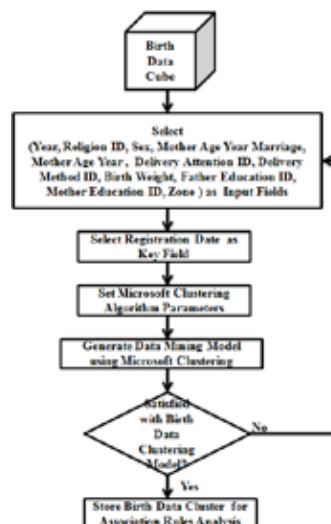 Birth
Data
Cube
Select
(Year, Religion ID, Sex, Mother Age Year Marriage,
Mother Age Year , Delivery Attention ID, Delivery
Method ID, Birth Weight, Father Education ID,
Mother Education ID, Zone ) as Input Fields
Select Registration Date as
Key Field
Set Microsoft Clustering
Algorithm Parameters
Generate Data Mining Model
using Microsoft Clustering
Satisfied
with Birth
Data
Clustering
Model?
No
Yes
Store Birth Data Cluster for
Association Rules Analysis